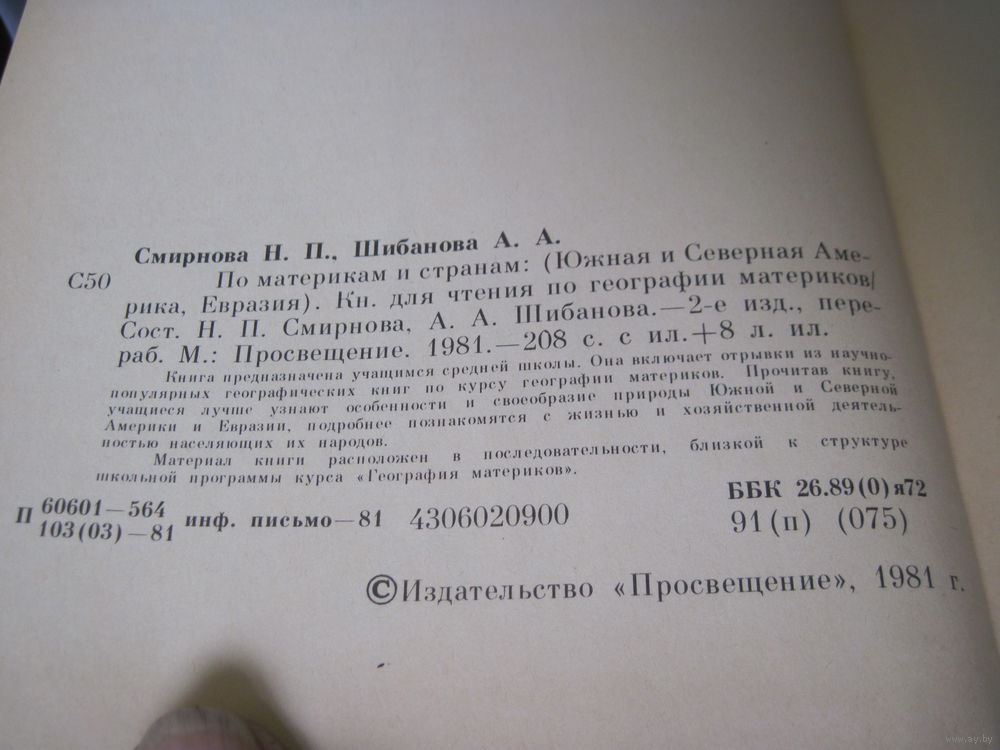 Смирнова Н. П., Шибанова А. А.
С50 По материкам и странам: (Южная и Северная Аме-
рика, Евразия). Кн. для чтения по географии материков/
Сост. Н. П. Смирнова, А. А. Шибанова.—2-е изд., пере-
раб. М.: Просвещение. 1981.—208 с. с ил.+8 л. ил.
Книга предназначена учащимся средней школы. Она включает отрывки из научно-
популярных географических книг по курсу географии материков. Прочитав книгу,
учащиеся лучше узнают особенности и своеобразие природы Южной и Северной
Америки и Евразии, подробнее познакомятся с жизнью и хозяйственной деятель-
ностью населяющих их народов.
Материал книги расположен в последовательности, близкой к структуре
школьной программы курса «География материков».
П 60601—564
103(03)—81 инф. письмо—81 4306020900
ББК 26.89(0)я72
91(п) (075)
©Издательство «Просвещение», 1981 г.
www.ay.by